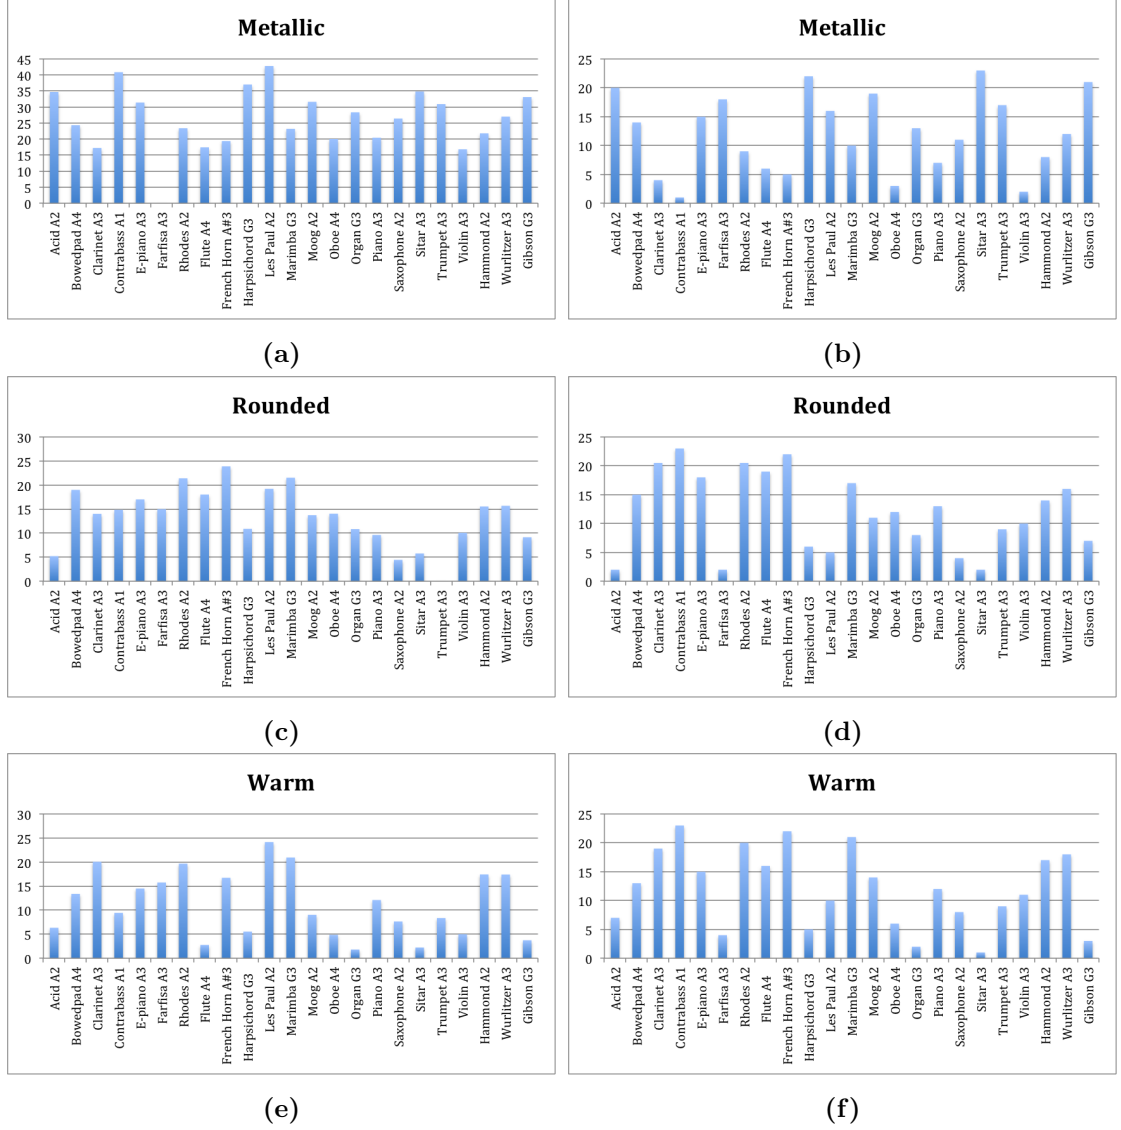 Metallic
45
40
35
30
25
20
15
10
5
0
Acid A2
Bowedpad A4
Clarinet A3
Contrabass A1
E-piano A3
Farfisa A3
Rhodes A2
Flute A4
French Horn A#3
Harpsichord G3
Les Paul A2
Marimba G3
Moog A2
Oboe A4
Organ G3
Piano A3
Saxophone A2
Sitar A3
Trumpet A3
Violin A3
Hammond A2
Wurlitzer A3
Gibson G3
(a)
Metallic
25
20
15
10
5
0
Acid A2
Bowedpad A4
Clarinet A3
Contrabass A1
E-piano A3
Farfisa A3
Rhodes A2
Flute A4
French Horn A#3
Harpsichord G3
Les Paul A2
Marimba G3
Moog A2
Oboe A4
Organ G3
Piano A3
Saxophone A2
Sitar A3
Trumpet A3
Violin A3
Hammond A2
Wurlitzer A3
Gibson G3
(b)
Rounded
30
25
20
15
10
5
0
Acid A2
Bowedpad A4
Clarinet A3
Contrabass A1
E-piano A3
Farfisa A3
Rhodes A2
Flute A4
French Horn A#3
Harpsichord G3
Les Paul A2
Marimba G3
Moog A2
Oboe A4
Organ G3
Piano A3
Saxophone A2
Sitar A3
Trumpet A3
Violin A3
Hammond A2
Wurlitzer A3
Gibson G3
(c)
Rounded
25
20
15
10
5
0
Acid A2
Bowedpad A4
Clarinet A3
Contrabass A1
E-piano A3
Farfisa A3
Rhodes A2
Flute A4
French Horn A#3
Harpsichord G3
Les Paul A2
Marimba G3
Moog A2
Oboe A4
Organ G3
Piano A3
Saxophone A2
Sitar A3
Trumpet A3
Violin A3
Hammond A2
Wurlitzer A3
Gibson G3
(d)
Warm
30
25
20
15
10
5
0
Acid A2
Bowedpad A4
Clarinet A3
Contrabass A1
E-piano A3
Farfisa A3
Rhodes A2
Flute A4
French Horn A#3
Harpsichord G3
Les Paul A2
Marimba G3
Moog A2
Oboe A4
Organ G3
Piano A3
Saxophone A2
Sitar A3
Trumpet A3
Violin A3
Hammond A2
Wurlitzer A3
Gibson G3
(e)
Warm
25
20
15
10
5
0
Acid A2
Bowedpad A4
Clarinet A3
Contrabass A1
E-piano A3
Farfisa A3
Rhodes A2
Flute A4
French Horn A#3
Harpsichord G3
Les Paul A2
Marimba G3
Moog A2
Oboe A4
Organ G3
Piano A3
Saxophone A2
Sitar A3
Trumpet A3
Violin A3
Hammond A2
Wurlitzer A3
Gibson G3
(f)